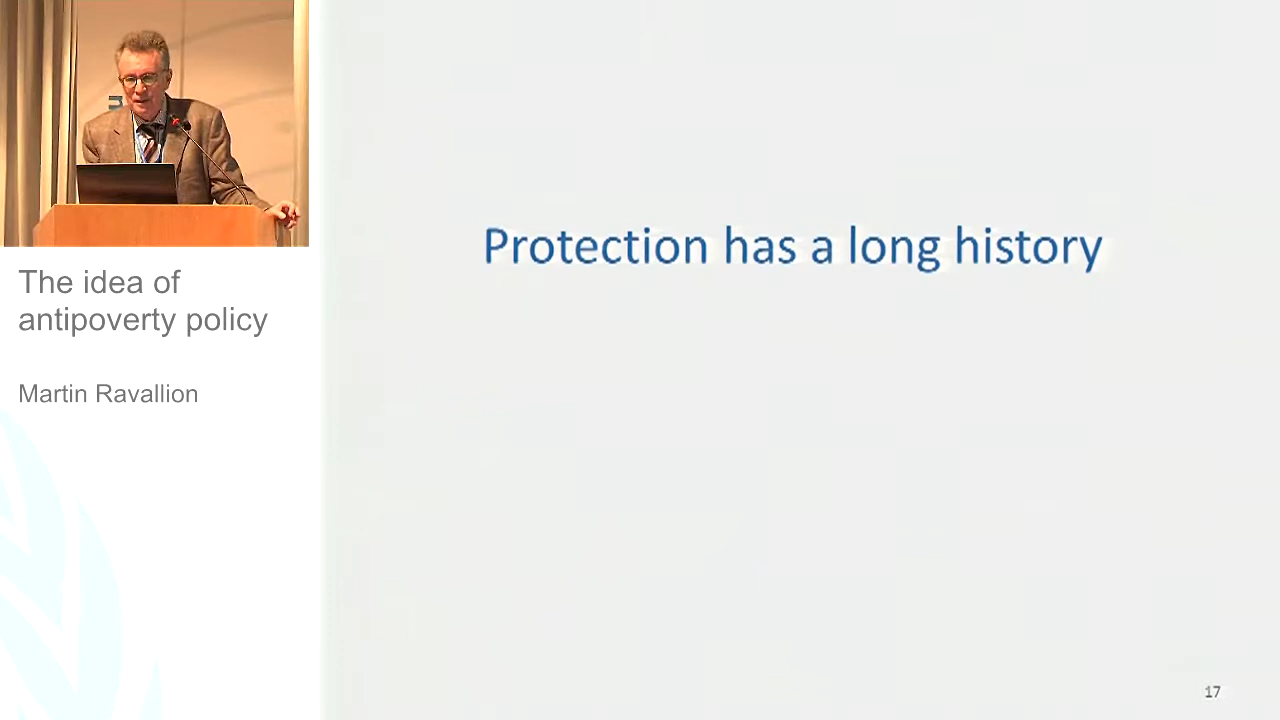 The idea of
antipoverty policy
Martin Ravallion
Protection has a long history
17